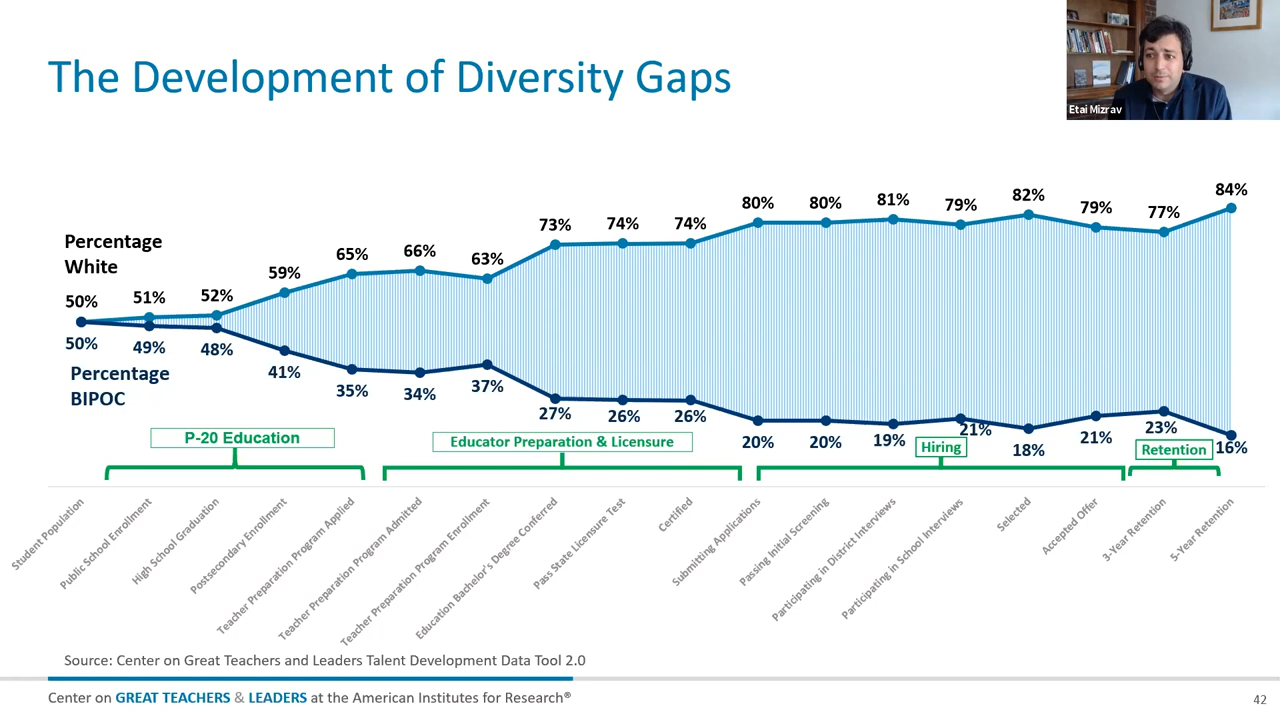 The Development of Diversity Gaps
Etai Mizrav
Percentage
White
50%
51%
52%
59%
65%
66%
63%
73%
74%
74%
80%
80%
81%
79%
82%
79%
77%
84%
50%
49%
48%
41%
35%
34%
37%
27%
26%
26%
20%
20%
19%
21%
18%
21%
23%
16%
Percentage
BIPOC
P-20 Education
Educator Preparation & Licensure
Hiring
Retention
Student Population
Public School Enrollment
High School Graduation
Postsecondary Enrollment
Teacher Preparation Program Applied
Teacher Preparation Program Admitted
Teacher Preparation Program Enrollment
Education Bachelor's Degree Conferred
Pass State Licensure Test
Certified
Submitting Applications
Passing Initial Screening
Participating in District Interviews
Participating in School Interviews
Selected
Accepted Offer
3-Year Retention
5-Year Retention
Source: Center on Great Teachers and Leaders Talent Development Data Tool 2.0
Center on GREAT TEACHERS & LEADERS at the American Institutes for Research®
42